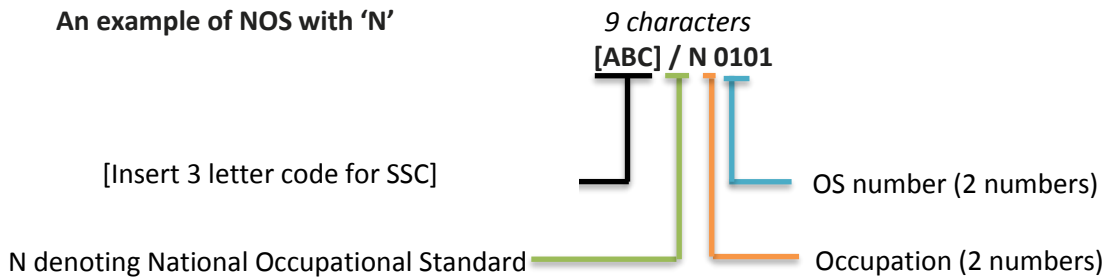 An example of NOS with ‘N’
9 characters
[ABC] / N 0101
[Insert 3 letter code for SSC]
OS number (2 numbers)
N denoting National Occupational Standard
Occupation (2 numbers)